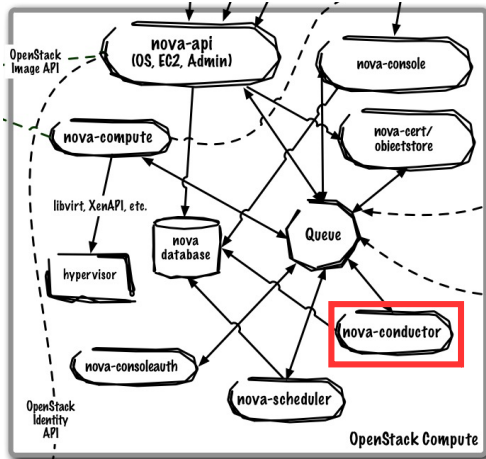 nova-api
(OS, EC2, Admin)
OpenStack
Image API
nova-console
nova-compute
nova-cert/
objectstore
libvirt, XenAPI, etc.
Queue
nova
database
hypervisor
nova-conductor
nova-consoleauth
nova-scheduler
OpenStack
Identity
API
OpenStack Compute